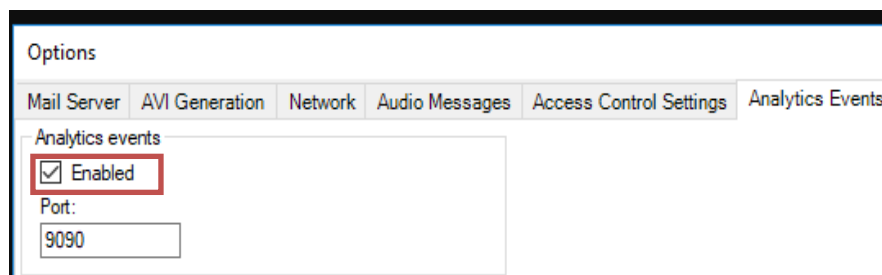 Options
Mail Server AVI Generation Network Audio Messages Access Control Settings Analytics Events
Analytics events
Enabled
Port:
9090